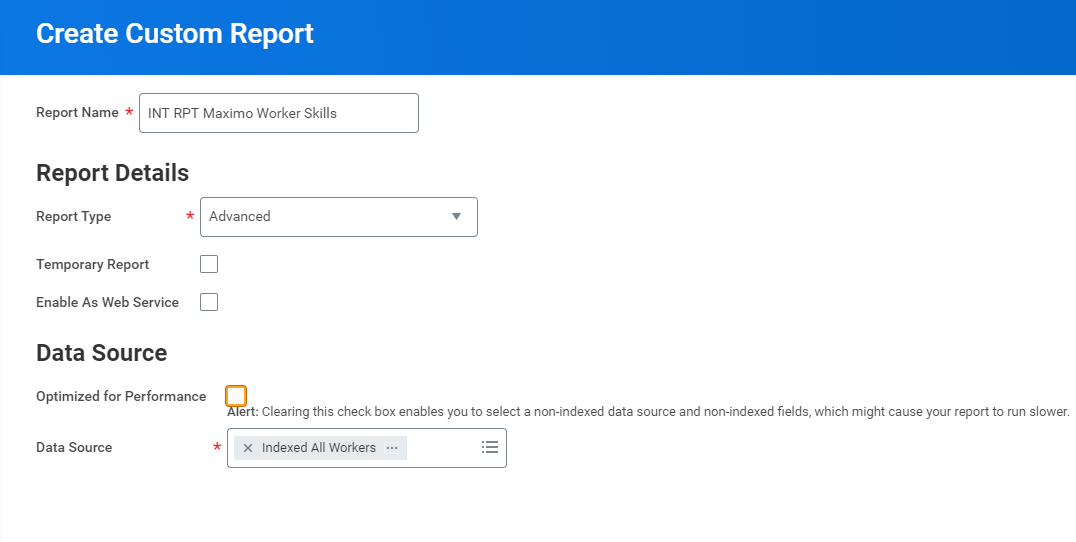 Create Custom Report
Report Name * INT RPT Maximo Worker Skills
Report Details
Report Type * Advanced
Temporary Report
Enable As Web Service
Data Source
Optimized for Performance
Alert: Clearing this check box enables you to select a non-indexed data source and non-indexed fields, which might cause your report to run slower.
Data Source * × Indexed All Workers ...